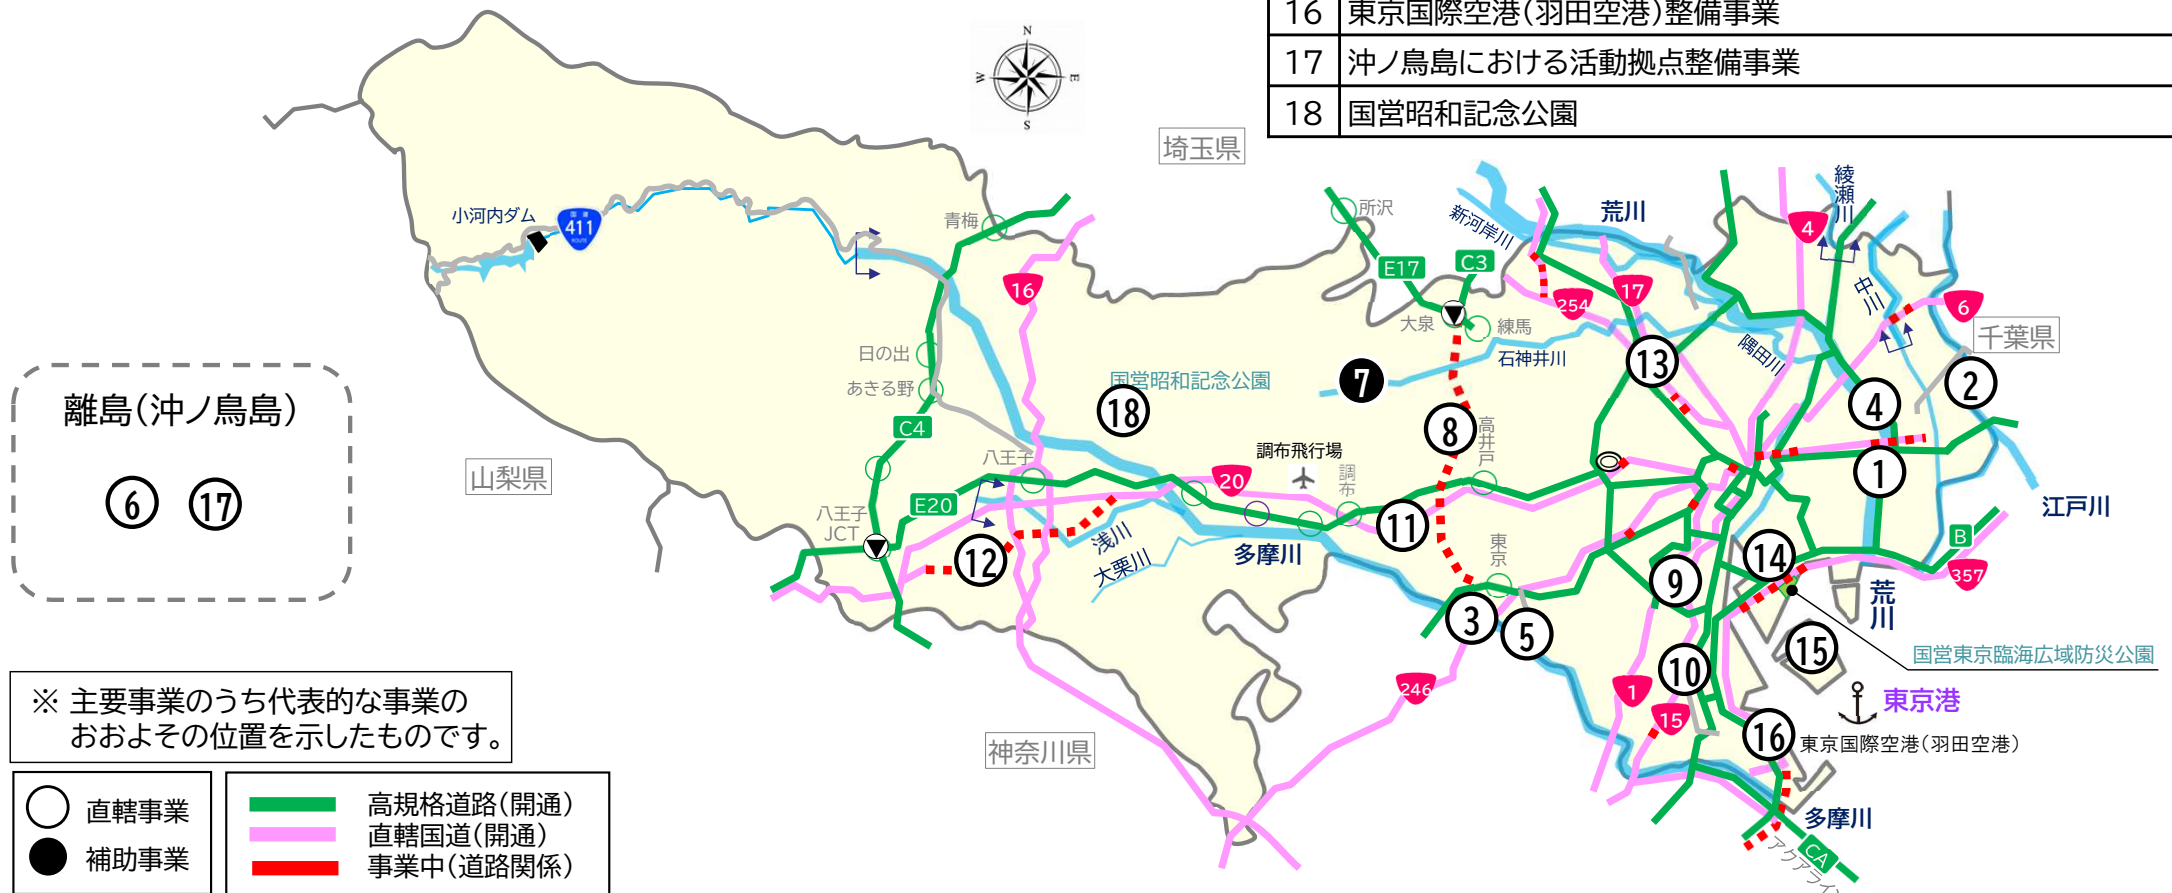 16 東京国際空港(羽田空港)整備事業
17 沖ノ鳥島における活動拠点整備事業
18 国営昭和記念公園
N
W
E
S
埼玉県
千葉県
山梨県
神奈川県
小河内ダム
国道
411
ROUTE
青梅
16
日の出
あきる野
C4
八王子
八王子
JCT
E20
国営昭和記念公園
18
所沢
E17
C3
大泉
練馬
新河岸川
荒川
254
17
4
綾瀬川
中川
6
石神井川
隅田川
7
8
13
4
2
1
高井戸
調布飛行場
調布
20
11
12
浅川
大栗川
多摩川
東京
3
5
9
14
江戸川
B
357
荒川
15
国営東京臨海広域防災公園
10
246
1
15
東京港
16
東京国際空港(羽田空港)
多摩川
CA
アクアライン
離島(沖ノ鳥島)
6 17
※ 主要事業のうち代表的な事業の
おおよその位置を示したものです。
直轄事業
補助事業
高規格道路(開通)
直轄国道(開通)
事業中(道路関係)